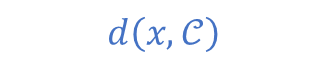 𝑑(𝑥, 𝒞)